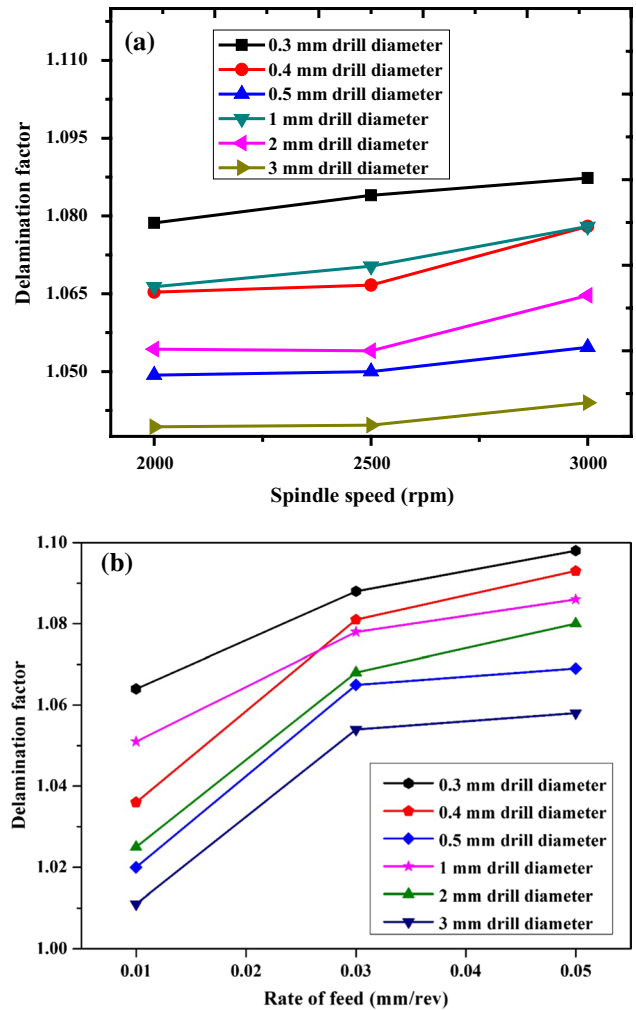 (a)
0.3 mm drill diameter
0.4 mm drill diameter
0.5 mm drill diameter
1 mm drill diameter
2 mm drill diameter
3 mm drill diameter
Delamination factor
1.110
1.095
1.080
1.065
1.050
2000 2500 3000
Spindle speed (rpm)
(b)
Delamination factor
1.10
1.08
1.06
1.04
1.02
1.00
0.3 mm drill diameter
0.4 mm drill diameter
0.5 mm drill diameter
1 mm drill diameter
2 mm drill diameter
3 mm drill diameter
0.01 0.02 0.03 0.04 0.05
Rate of feed (mm/rev)